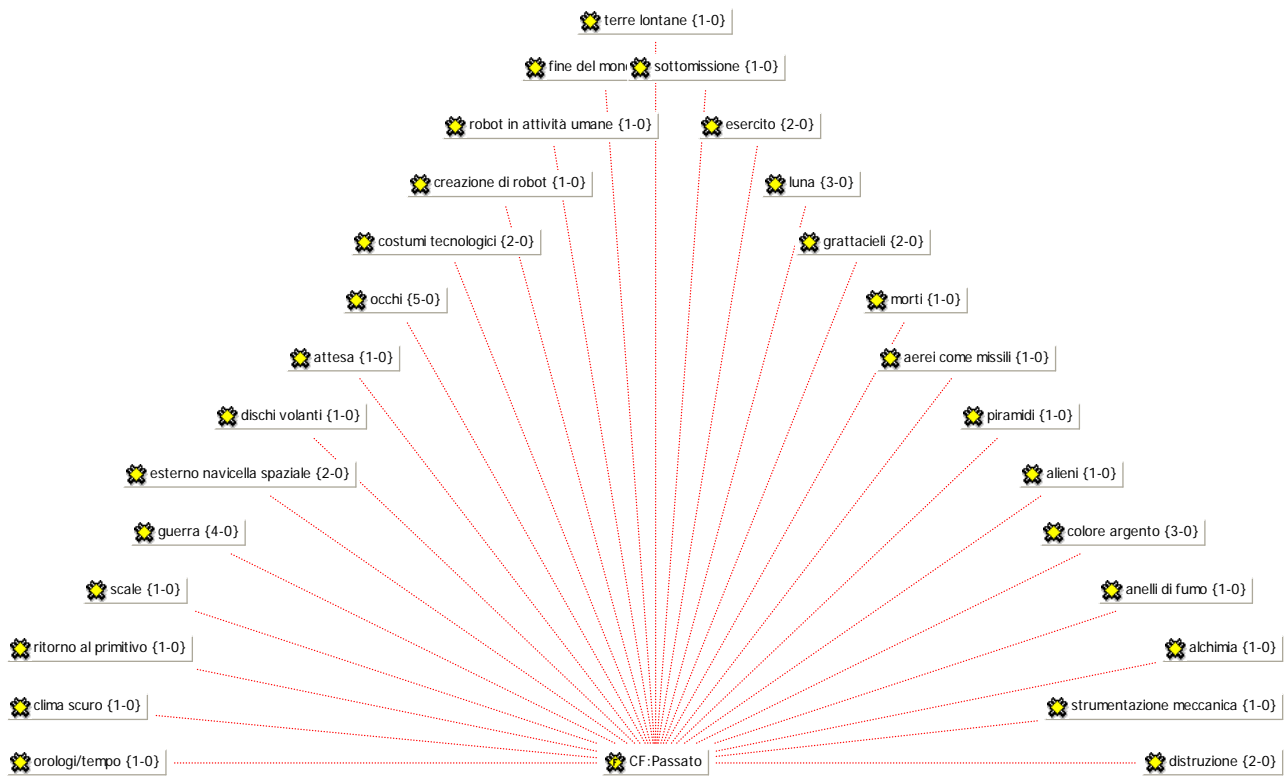 terre lontane {1-0}
fine del mon
sottomissione {1-0}
robot in attività umane {1-0}
esercito {2-0}
creazione di robot {1-0}
luna {3-0}
costumi tecnologici {2-0}
grattacieli {2-0}
occhi {5-0}
morti {1-0}
attesa {1-0}
aerei come missili {1-0}
dischi volanti {1-0}
piramidi {1-0}
esterno navicella spaziale {2-0}
alieni {1-0}
guerra {4-0}
colore argento {3-0}
scale {1-0}
anelli di fumo {1-0}
ritorno al primitivo {1-0}
alchimia {1-0}
clima scuro {1-0}
strumentazione meccanica {1-0}
orologi/tempo {1-0}
CF:Passato
distruzione {2-0}